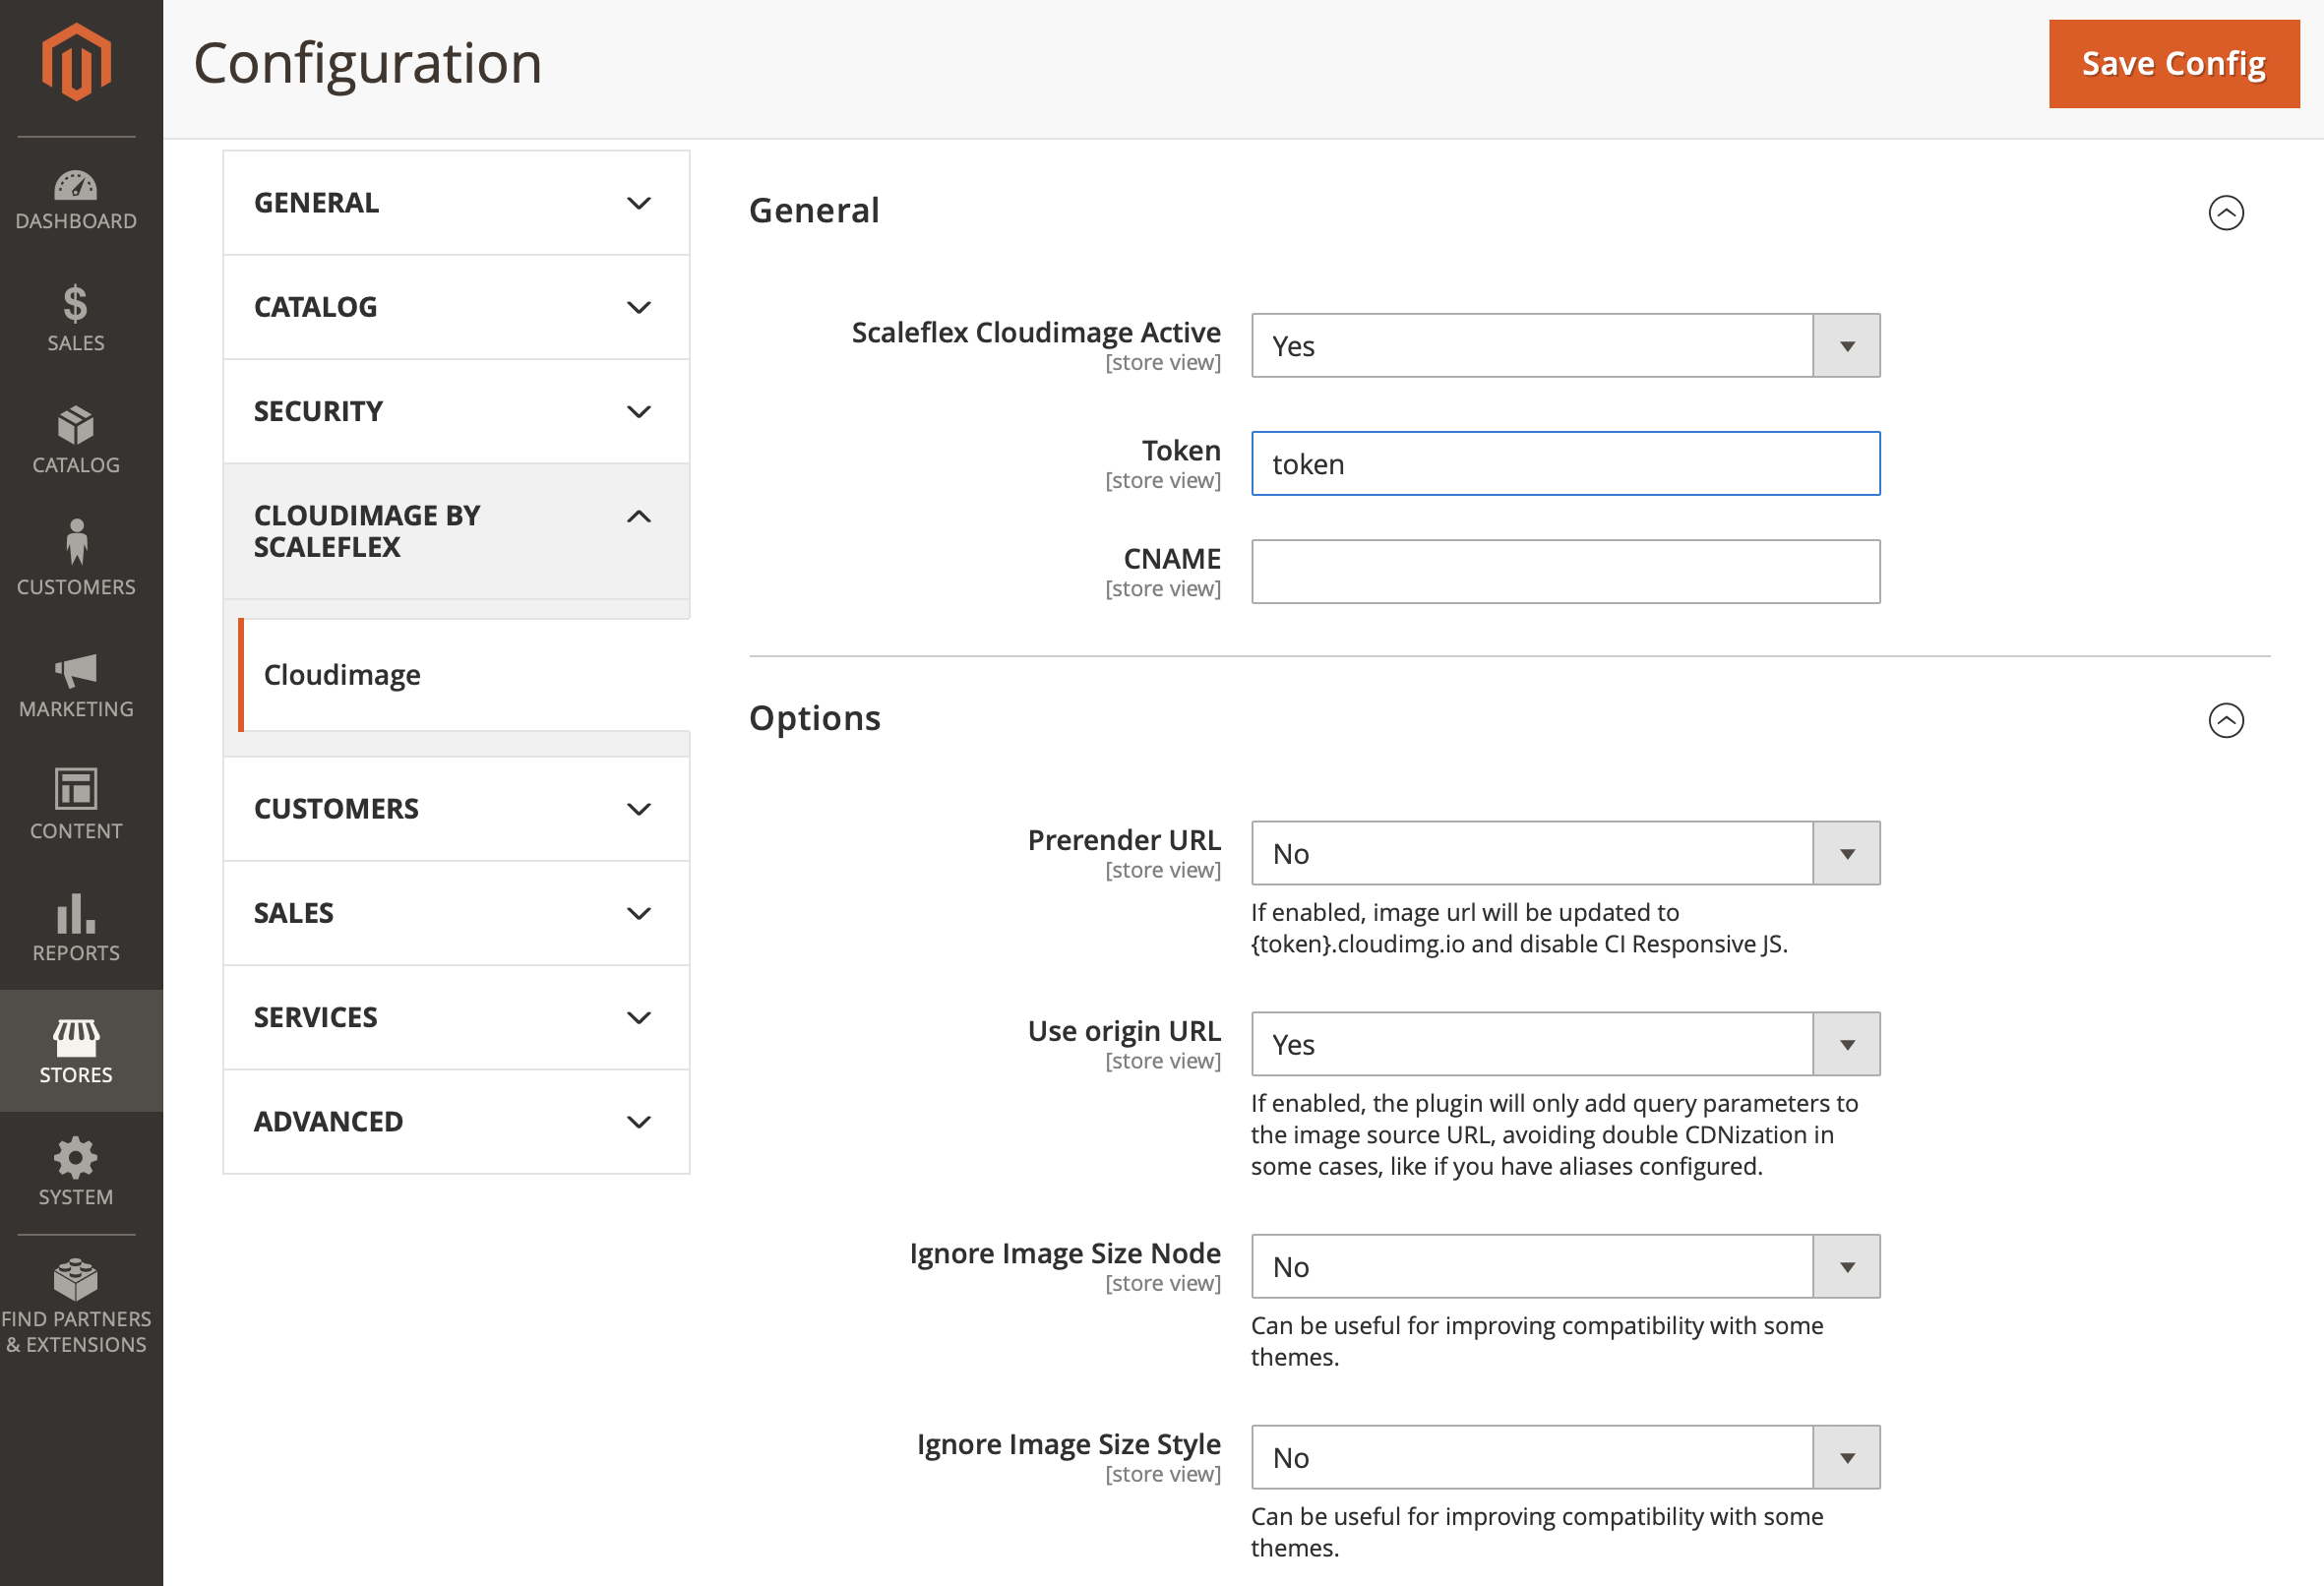 Configuration
Save Config
DASHBOARD
SALES
CATALOG
CUSTOMERS
MARKETING
CONTENT
REPORTS
STORES
SYSTEM
FIND PARTNERS
& EXTENSIONS
GENERAL
CATALOG
SECURITY
CLOUDIMAGE BY
SCALEFLEX
Cloudimage
CUSTOMERS
SALES
SERVICES
ADVANCED
General
Scaleflex Cloudimage Active
[store view]
Yes
Token
[store view]
token
CNAME
[store view]
Options
Prerender URL
[store view]
No
If enabled, image url will be updated to
{token}.cloudimg.io and disable CI Responsive JS.
Use origin URL
[store view]
Yes
If enabled, the plugin will only add query parameters to
the image source URL, avoiding double CDNization in
some cases, like if you have aliases configured.
Ignore Image Size Node
[store view]
No
Can be useful for improving compatibility with some
themes.
Ignore Image Size Style
[store view]
No
Can be useful for improving compatibility with some
themes.